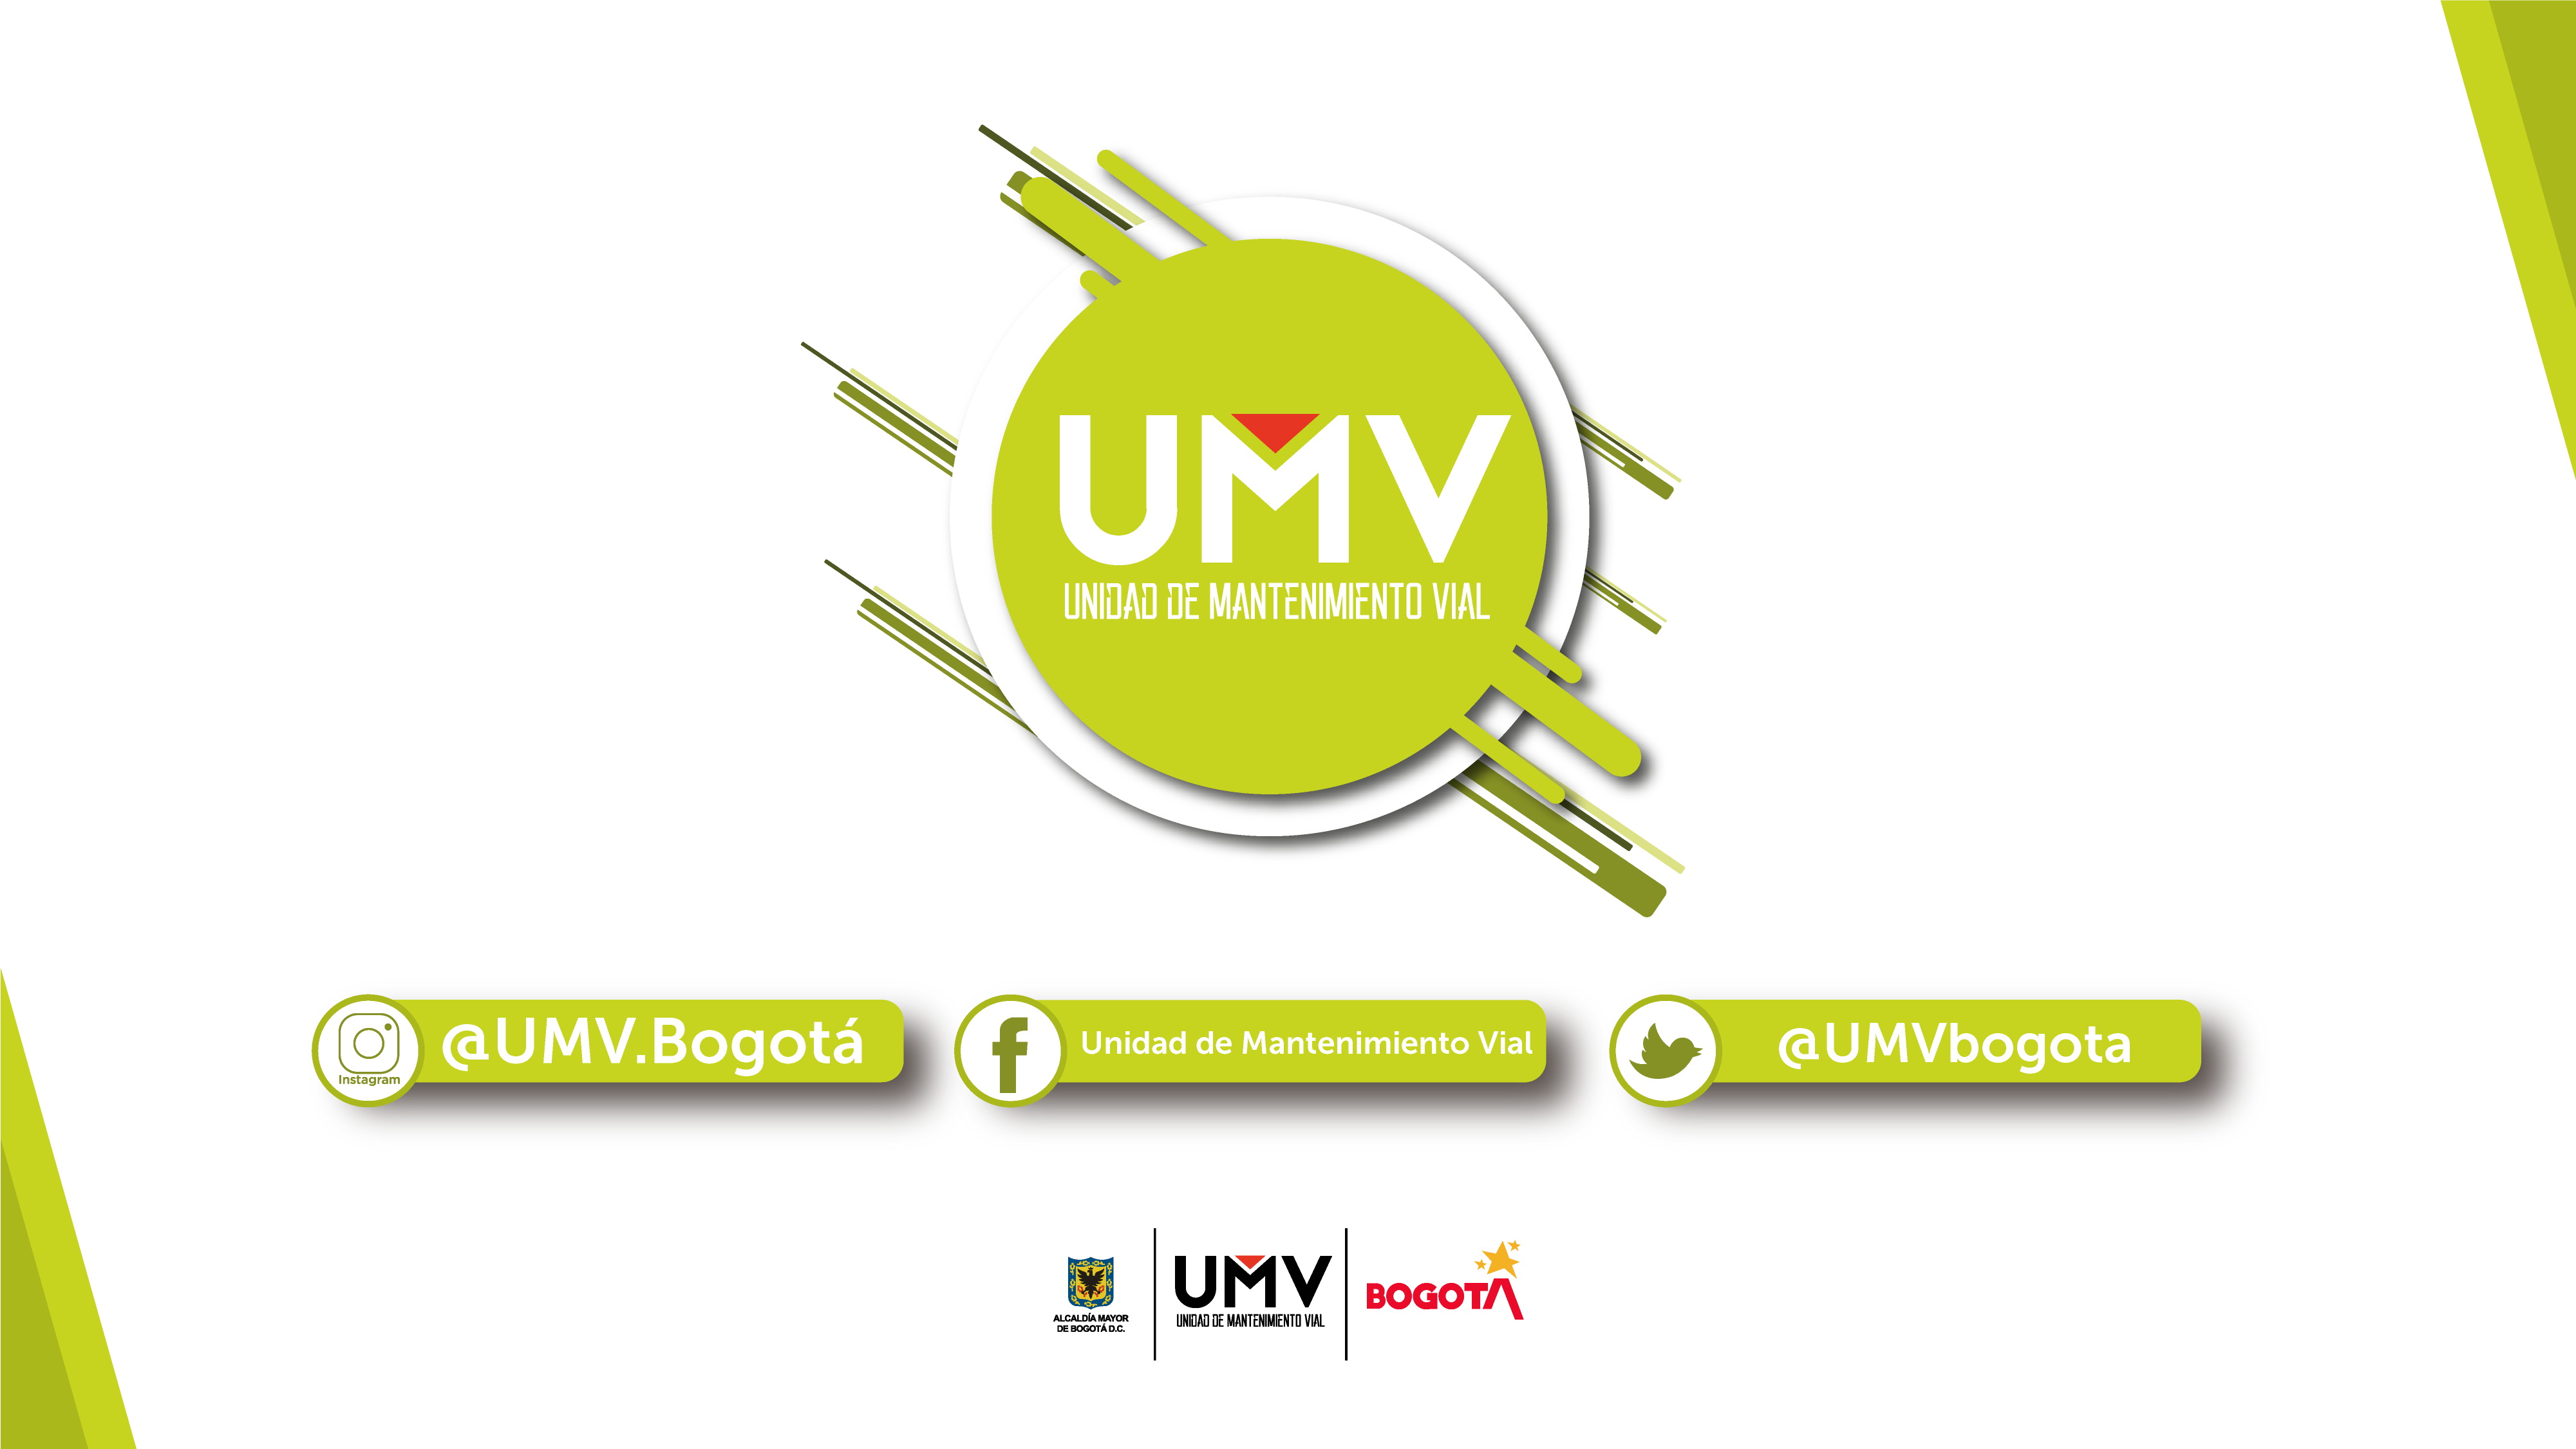 UMV
UNIDAD DE MANTENIMIENTO VIAL
Instagram
@UMV.Bogotá
Unidad de Mantenimiento Vial
@UMVbogota
ALCALDÍA MAYOR
DE BOGOTÁ D.C.
UMV
UNIDAD DE MANTENIMIENTO VIAL
BOGOTA